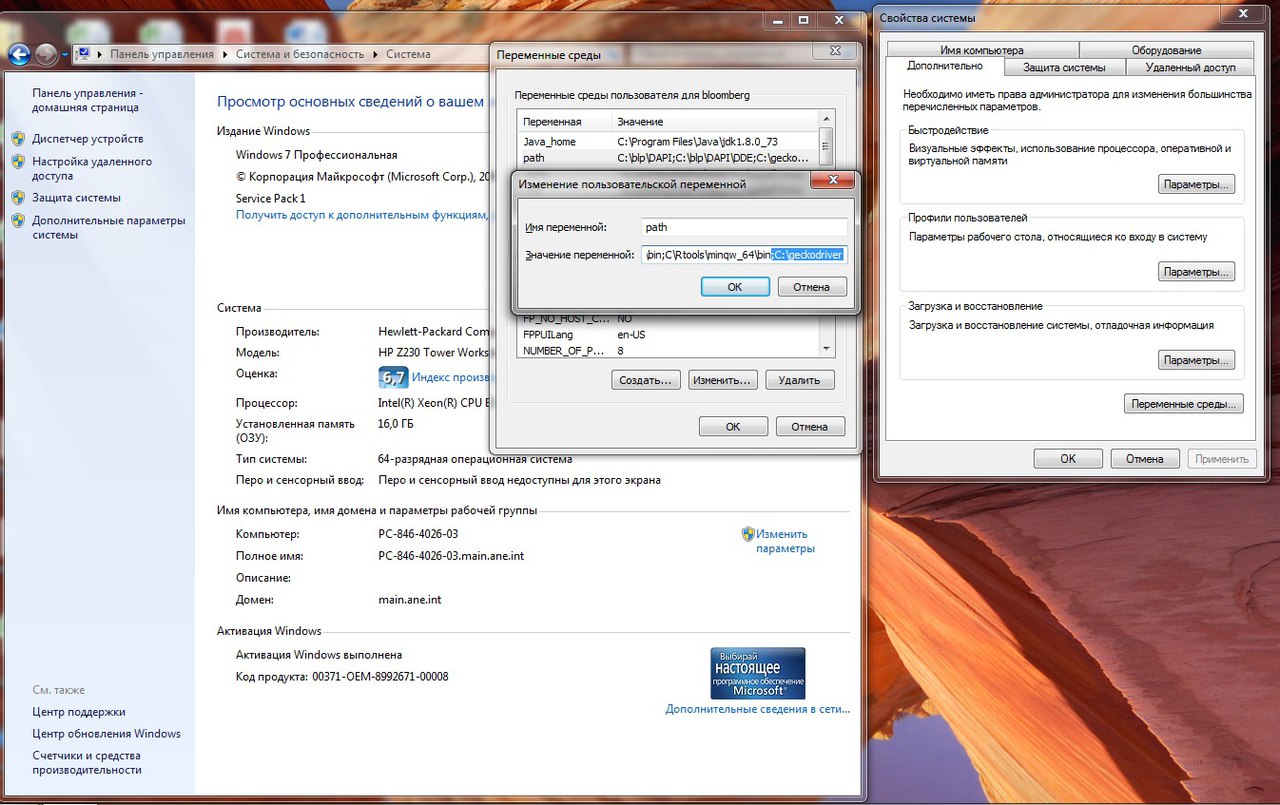 Панель управления ▸ Система и безопасность ▸ Система
Панель управления -
домашняя страница
Диспетчер устройств
Настройка удаленного
доступа
Защита системы
Дополнительные параметры
системы
См. также
Центр поддержки
Центр обновления Windows
Счетчики и средства
производительности
Просмотр основных сведений о вашем
Издание Windows
Windows 7 Профессиональная
© Корпорация Майкрософт (Microsoft Corp.), 20
Service Pack 1
Получить доступ к дополнительным функциям,
Система
Производитель: Hewlett-Packard Com
Модель: HP Z230 Tower Works
Оценка: 6,7 Индекс произв
Процессор: Intel(R) Xeon(R) CPU E
Установленная память 16,0 ГБ
(ОЗУ):
Тип системы: 64-разрядная операционная система
Перо и сенсорный ввод: Перо и сенсорный ввод недоступны для этого экрана
Имя компьютера, имя домена и параметры рабочей группы
Компьютер: PC-846-4026-03
Изменить
параметры
Полное имя: PC-846-4026-03.main.ane.int
Описание:
Домен: main.ane.int
Активация Windows
Активация Windows выполнена
Код продукта: 00371-OEM-8992671-00008
Выбирай
настоящее
программное обеспечение
Microsoft®
Дополнительные сведения в сети...
Переменные среды
Переменные среды пользователя для bloomberg
Переменная Значение
Java_home C:\Program Files\Java\jdk1.8.0_73
path C:\blp\DAPI;C:\blp\DAPI\DDE;C:\gecko...
Изменение пользовательской переменной
Имя переменной: path
Значение переменной: \bin;C\Rtools\minqw_64\bin;C:\geckodriver
OK Отмена
FP_NO_HOST_C... NO
FPPUILang en-US
NUMBER_OF_P... 8
Создать... Изменить... Удалить
OK Отмена
Свойства системы
Имя компьютера Оборудование
Дополнительно Защита системы Удаленный доступ
Необходимо иметь права администратора для изменения большинства
перечисленных параметров.
Быстродействие
Визуальные эффекты, использование процессора, оперативной и
виртуальной памяти
Параметры...
Профили пользователей
Параметры рабочего стола, относящиеся ко входу в систему
Параметры...
Загрузка и восстановление
Загрузка и восстановление системы, отладочная информация
Параметры...
Переменные среды...
OK Отмена Применить